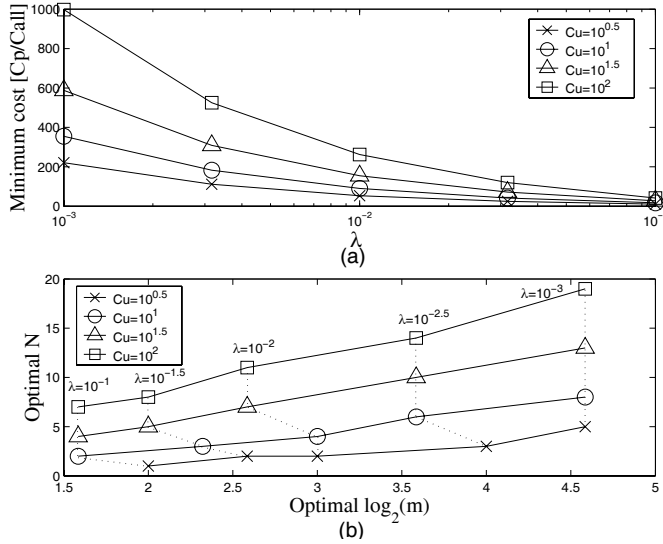 1000
800
600
400
200
0
Minimum cost [Cp/Call]
Cu=10^0.5
Cu=10^1
Cu=10^1.5
Cu=10^2
10^−3
10^−2
λ
(a)
20
15
10
5
0
Optimal N
Cu=10^0.5
Cu=10^1
Cu=10^1.5
Cu=10^2
λ=10^−1
λ=10^−1.5
λ=10^−2
λ=10^−2.5
λ=10^−3
1.5 2 2.5 3 3.5 4 4.5 5
Optimal log_2(m)
(b)